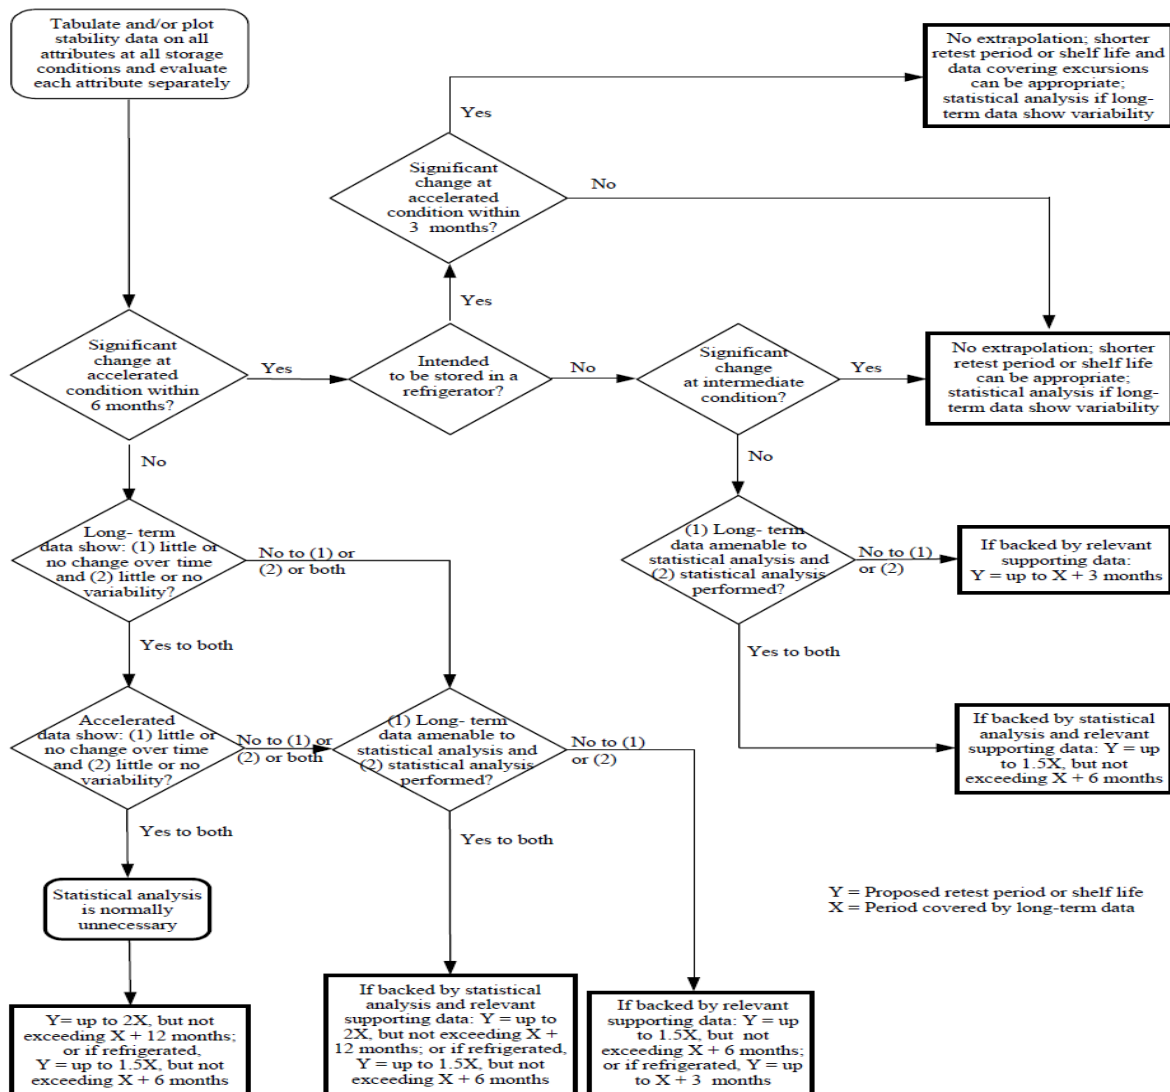 Tabulate and/or plot
stability data on all
attributes at all storage
conditions and evaluate
each attribute separately
No extrapolation; shorter
retest period or shelf life and
data covering excursions
can be appropriate;
statistical analysis if long-
term data show variability
Yes
Significant
change at
accelerated
condition within
3 months?
No
Yes
Significant
change at
accelerated
condition within
6 months?
Yes
Intended
to be stored in a
refrigerator?
No
Significant
change
at intermediate
condition?
Yes
No extrapolation; shorter
retest period or shelf life
can be appropriate;
statistical analysis if long-
term data show variability
No
No
Long- term
data show: (1) little or
no change over time
and (2) little or no
variability?
No to (1) or
(2) or both
(1) Long- term
data amenable to
statistical analysis and
(2) statistical analysis
performed?
No to (1)
or (2)
If backed by relevant
supporting data:
Y = up to X + 3 months
Yes to both
Yes to both
Accelerated
data show: (1) little or
no change over time
and (2) little or no
variability?
No to (1) or
(2) or both
(1) Long- term
data amenable to
statistical analysis and
(2) statistical analysis
performed?
No to (1)
or (2)
If backed by statistical
analysis and relevant
supporting data: Y = up
to 1.5X, but not
exceeding X + 6 months
Yes to both
Yes to both
Statistical analysis
is normally
unnecessary
Y = Proposed retest period or shelf life
X = Period covered by long-term data
Y= up to 2X, but not
exceeding X + 12 months;
or if refrigerated,
Y = up to 1.5X, but not
exceeding X + 6 months
If backed by statistical
analysis and relevant
supporting data: Y = up to
2X, but not exceeding X +
12 months; or if refrigerated,
Y = up to 1.5X, but not
exceeding X + 6 months
If backed by relevant
supporting data: Y = up
to 1.5X, but not
exceeding X + 6 months;
or if refrigerated, Y = up
to X + 3 months